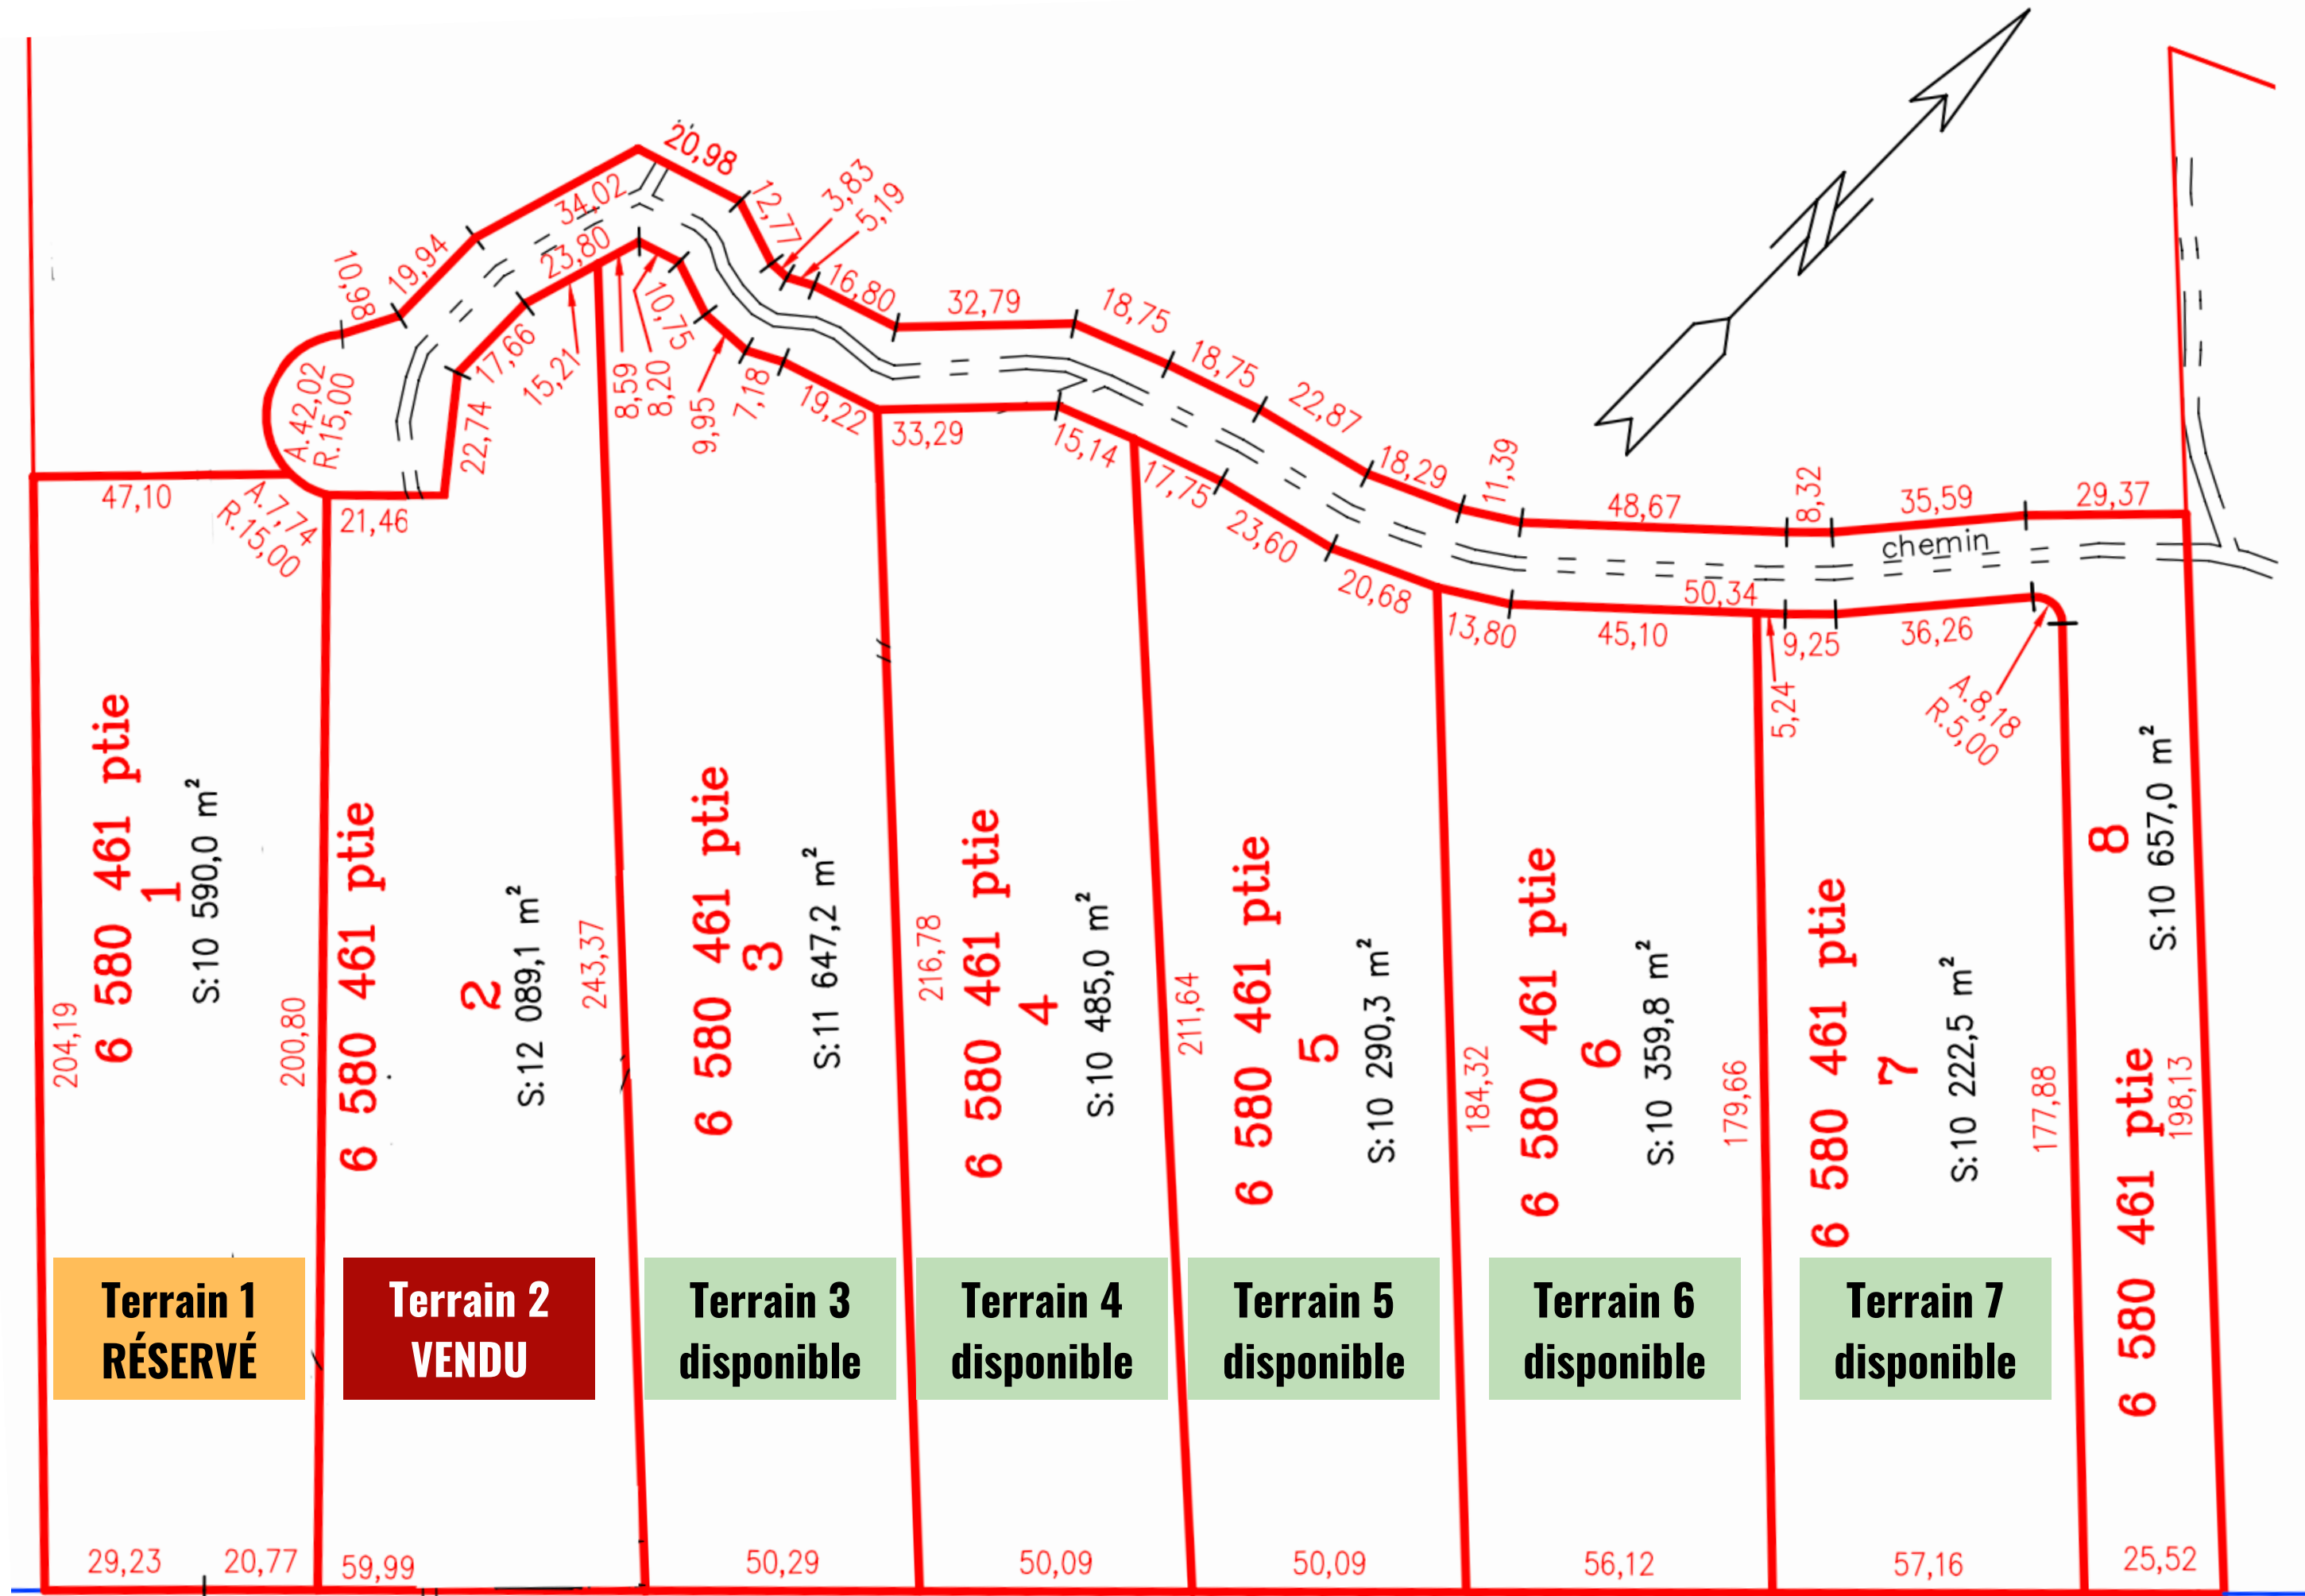 20,98
12,77
3,83
5,19
34,02
23,80
19,94
10,98
16,80
32,79
18,75
18,75
22,87
18,29
11,39
48,67
8,32
35,59
29,37
chemin
A.42,02
R.15,00
17,66
15,21
8,59
8,20
10,75
9,95
7,18
19,22
33,29
15,14
17,75
23,60
20,68
13,80
50,34
45,10
5,24
9,25
36,26
A.8,18
R.5,00
47,10
A.7,74
R.15,00
21,46
22,74
204,19
6 580 461 ptie
1
S:10 590,0 m²
200,80
6 580 461 ptie
2
S:12 089,1 m²
243,37
6 580 461 ptie
3
S:11 647,2 m²
216,78
6 580 461 ptie
4
S:10 485,0 m²
211,64
6 580 461 ptie
5
S:10 290,3 m²
184,32
6 580 461 ptie
6
S:10 359,8 m²
179,66
6 580 461 ptie
7
S:10 222,5 m²
177,88
8
S:10 657,0 m²
6 580 461 ptie
198,13
Terrain 1
RÉSERVÉ
Terrain 2
VENDU
Terrain 3
disponible
Terrain 4
disponible
Terrain 5
disponible
Terrain 6
disponible
Terrain 7
disponible
29,23
20,77
59,99
50,29
50,09
50,09
56,12
57,16
25,52